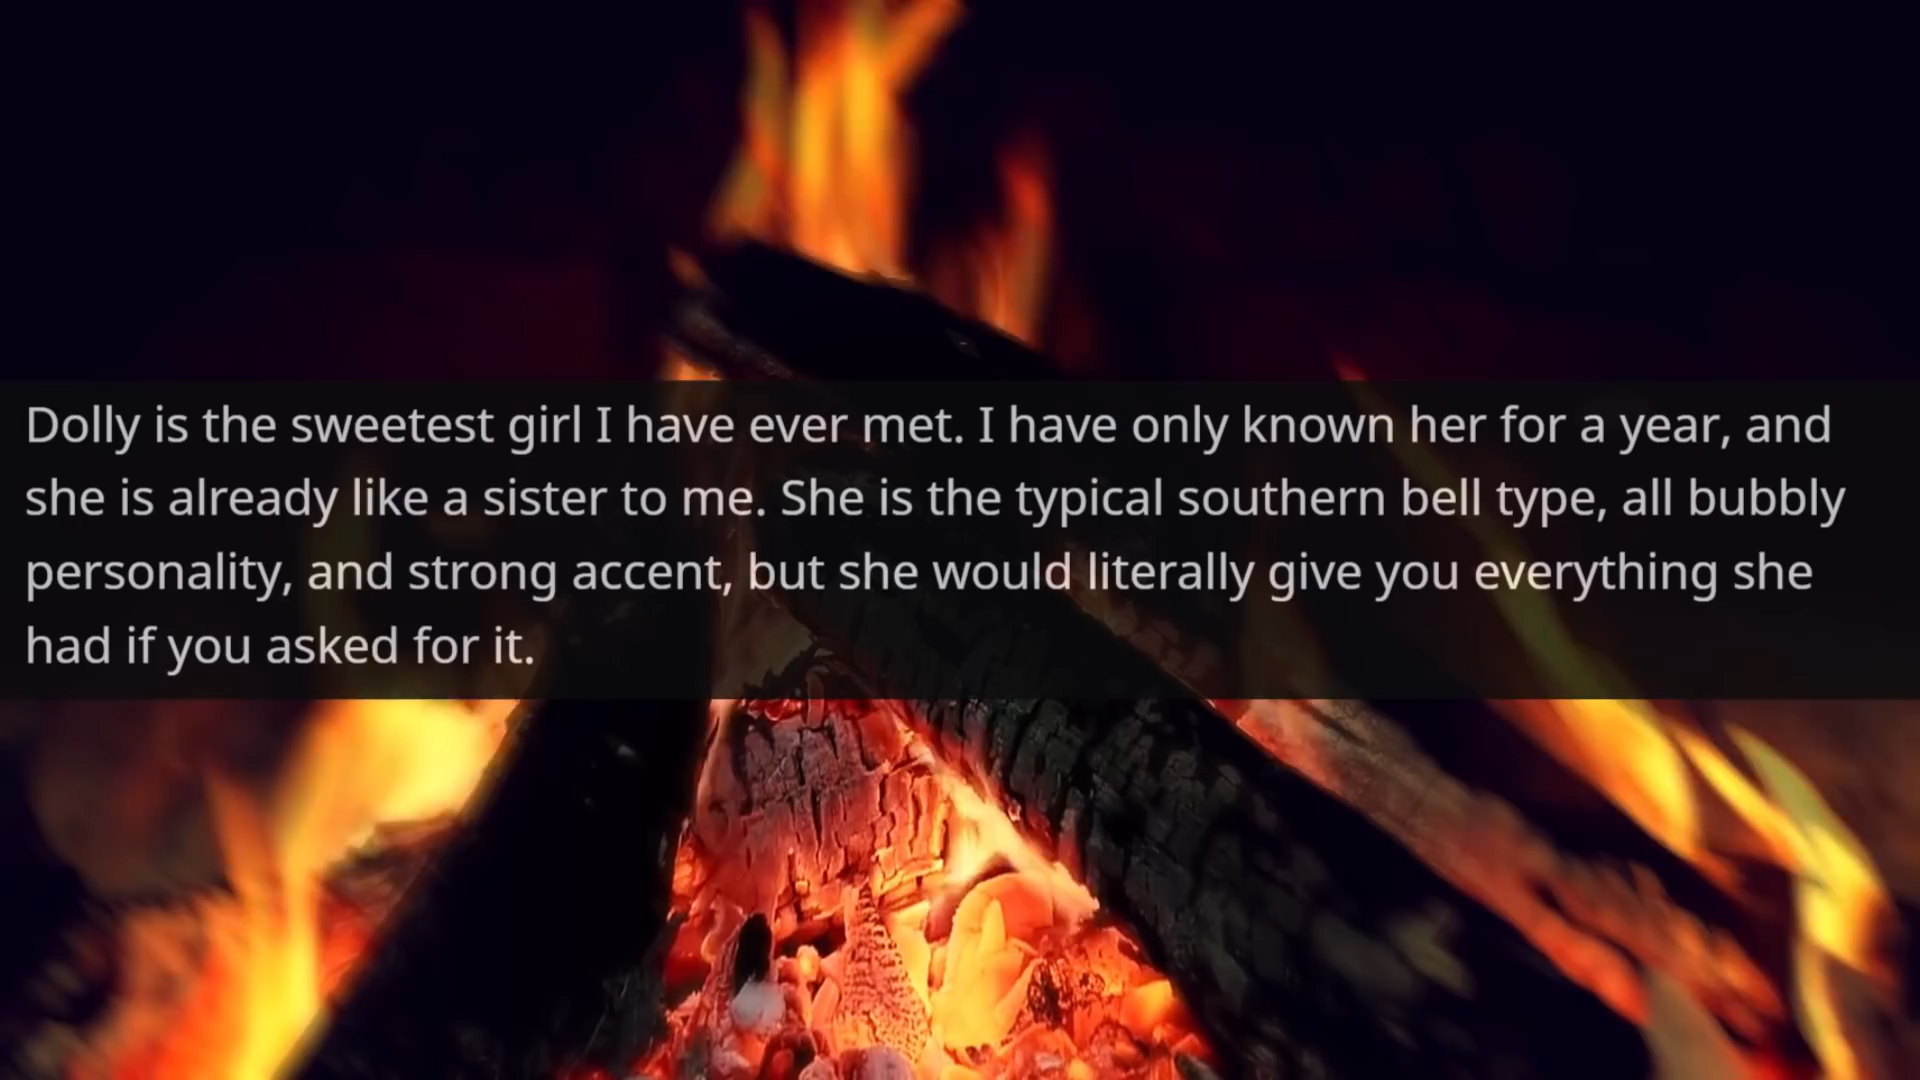 Dolly is the sweetest girl I have ever met. I have only known her for a year, and
she is already like a sister to me. She is the typical southern bell type, all bubbly
personality, and strong accent, but she would literally give you everything she
had if you asked for it.